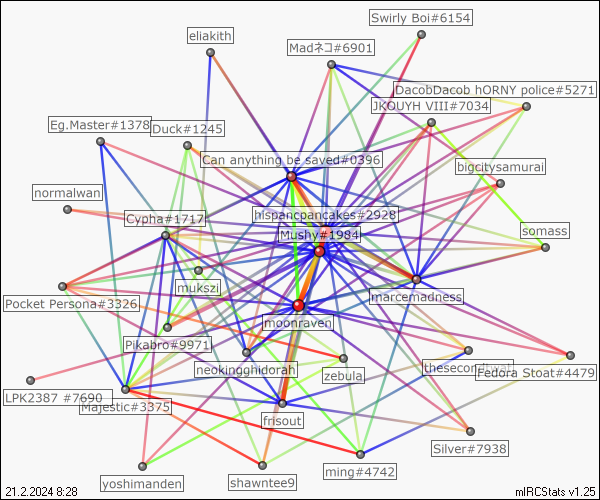 Swirly Boi#6154
eliakith
Madネコ#6901
DacobDacob hORNY police#5271
JKOUYH VIII#7034
Eg.Master#1378
Duck#1245
Can anything be saved#0396
bigcitysamurai
normalwan
hispancpancakes#2928
Cypha#1717
Mushy#1984
somass
mukszi
marcemadness
Pocket Persona#3326
moonraven
Pikabro#9971
neokingghidorah
Fedora Stoat#4479
zebula
LPK2387 #7690
Majestic#3375
frisout
Silver#7938
ming#4742
shawntee9
yoshimanden
21.2.2024 8:28
mIRCStats v1.25